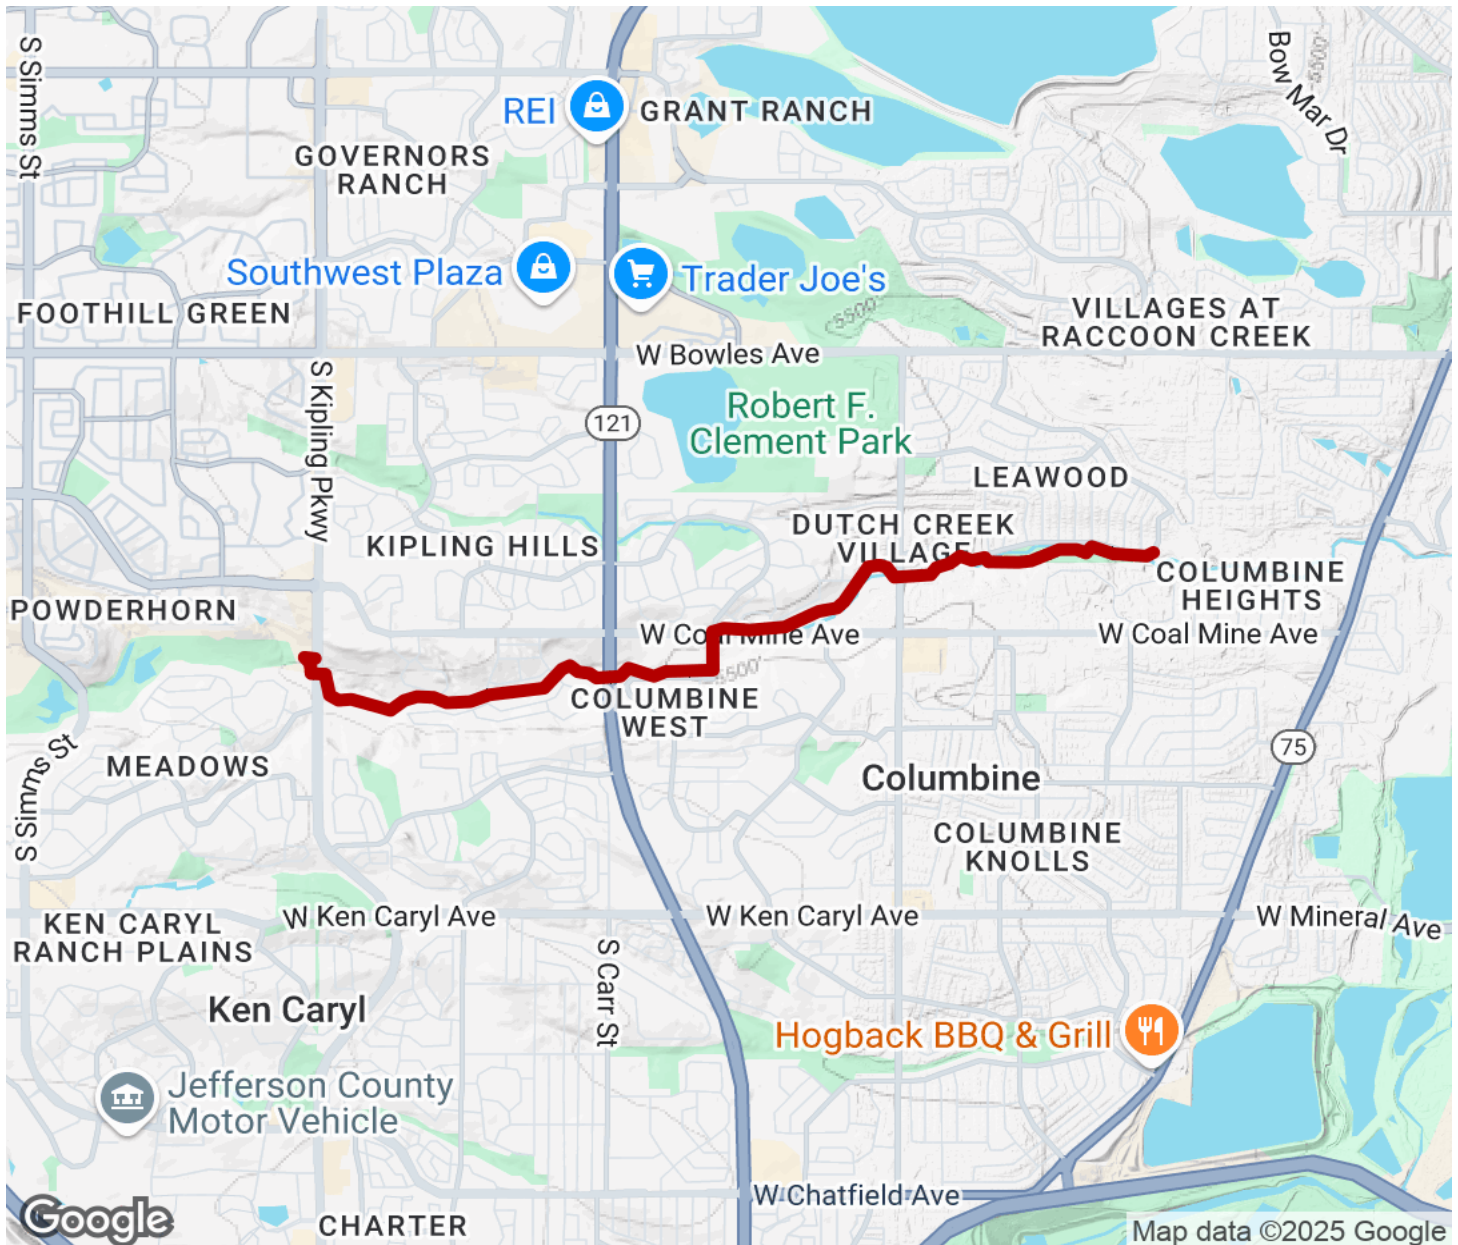 S Simms St
Bow Mar Dr
REI
GRANT RANCH
GOVERNORS
RANCH
Southwest Plaza
Trader Joe's
5500'
FOOTHILL GREEN
VILLAGES AT
RACCOON CREEK
W Bowles Ave
S Kipling Pkwy
121
Robert F.
Clement Park
LEAWOOD
DUTCH CREEK
VILLAGE
KIPLING HILLS
COLUMBINE
HEIGHTS
POWDERHORN
W Coal Mine Ave
W Coal Mine Ave
5500'
COLUMBINE
WEST
S Simms St
MEADOWS
75
Columbine
COLUMBINE
KNOLLS
KEN CARYL
RANCH PLAINS
W Ken Caryl Ave
W Ken Caryl Ave
W Mineral Ave
S Carr St
Ken Caryl
Hogback BBQ & Grill
Jefferson County
Motor Vehicle
W Chatfield Ave
Google
CHARTER
Map data ©2025 Google